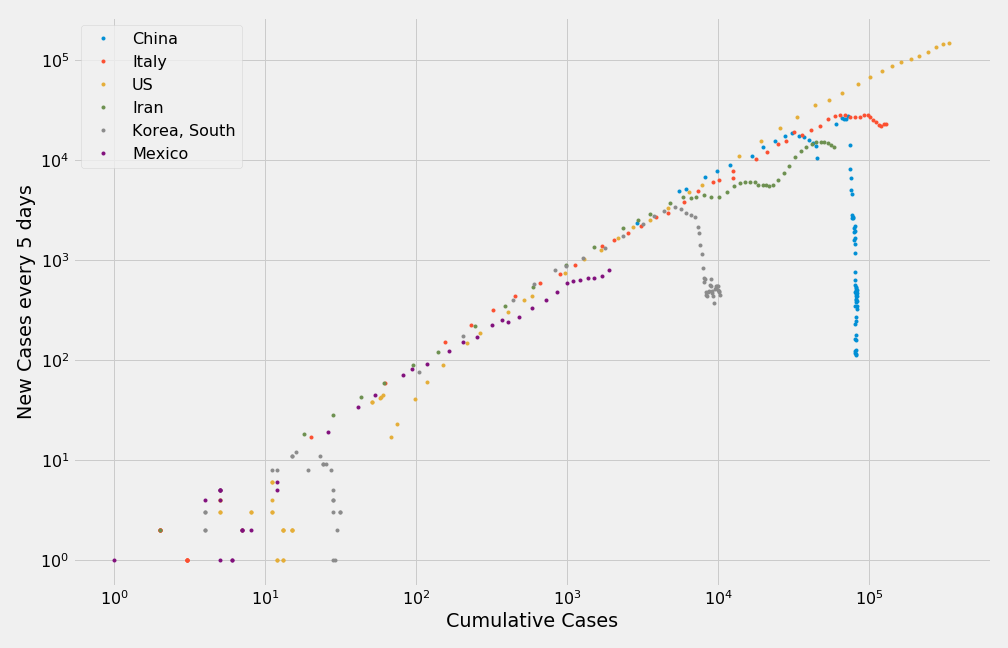 China
Italy
US
Iran
Korea, South
Mexico
New Cases every 5 days
10⁵
10⁴
10³
10²
10¹
10⁰
10⁰ 10¹ 10² 10³ 10⁴ 10⁵
Cumulative Cases